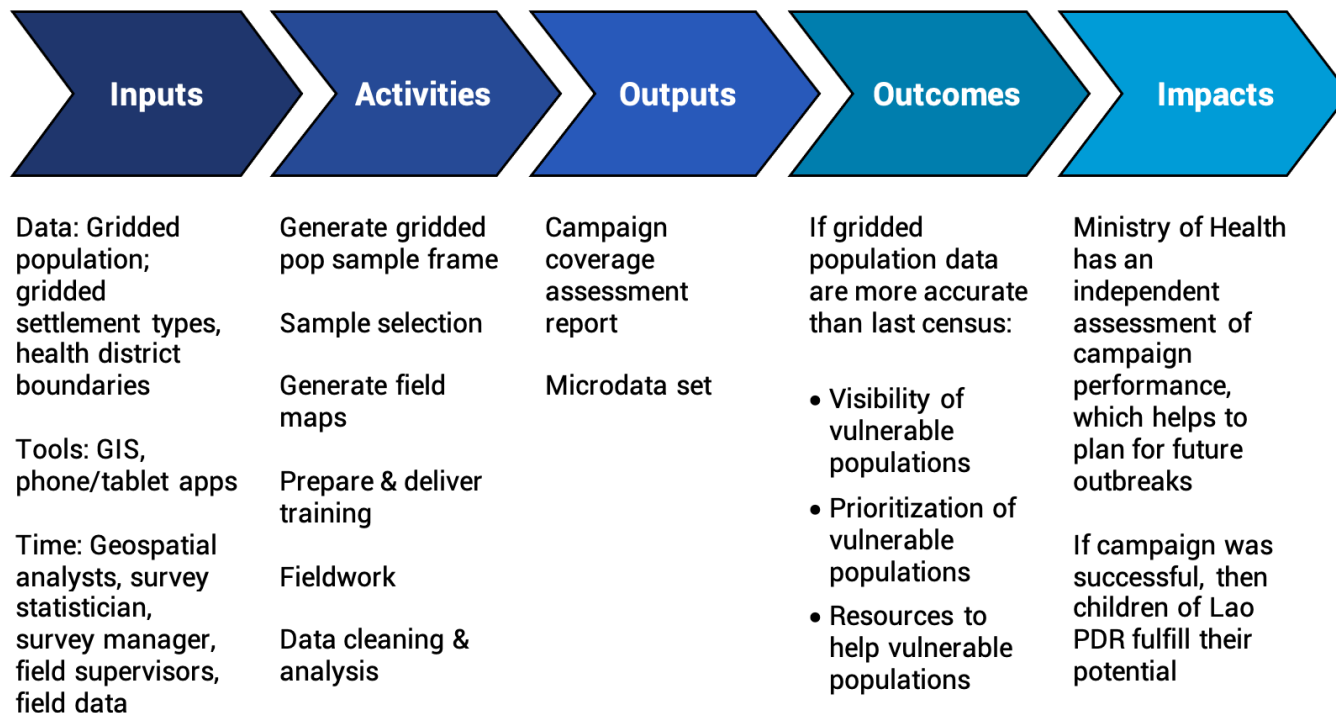 Inputs
Activities
Outputs
Outcomes
Impacts
Data: Gridded
population;
gridded
settlement types,
health district
boundaries
Tools: GIS,
phone/tablet apps
Time: Geospatial
analysts, survey
statistician,
survey manager,
field supervisors,
field data
Generate gridded
pop sample frame
Sample selection
Generate field
maps
Prepare & deliver
training
Fieldwork
Data cleaning &
analysis
Campaign
coverage
assessment
report
Microdata set
If gridded
population data
are more accurate
than last census:
• Visibility of
vulnerable
populations
• Prioritization of
vulnerable
populations
• Resources to
help vulnerable
populations
Ministry of Health
has an
independent
assessment of
campaign
performance,
which helps to
plan for future
outbreaks
If campaign was
successful, then
children of Lao
PDR fulfill their
potential